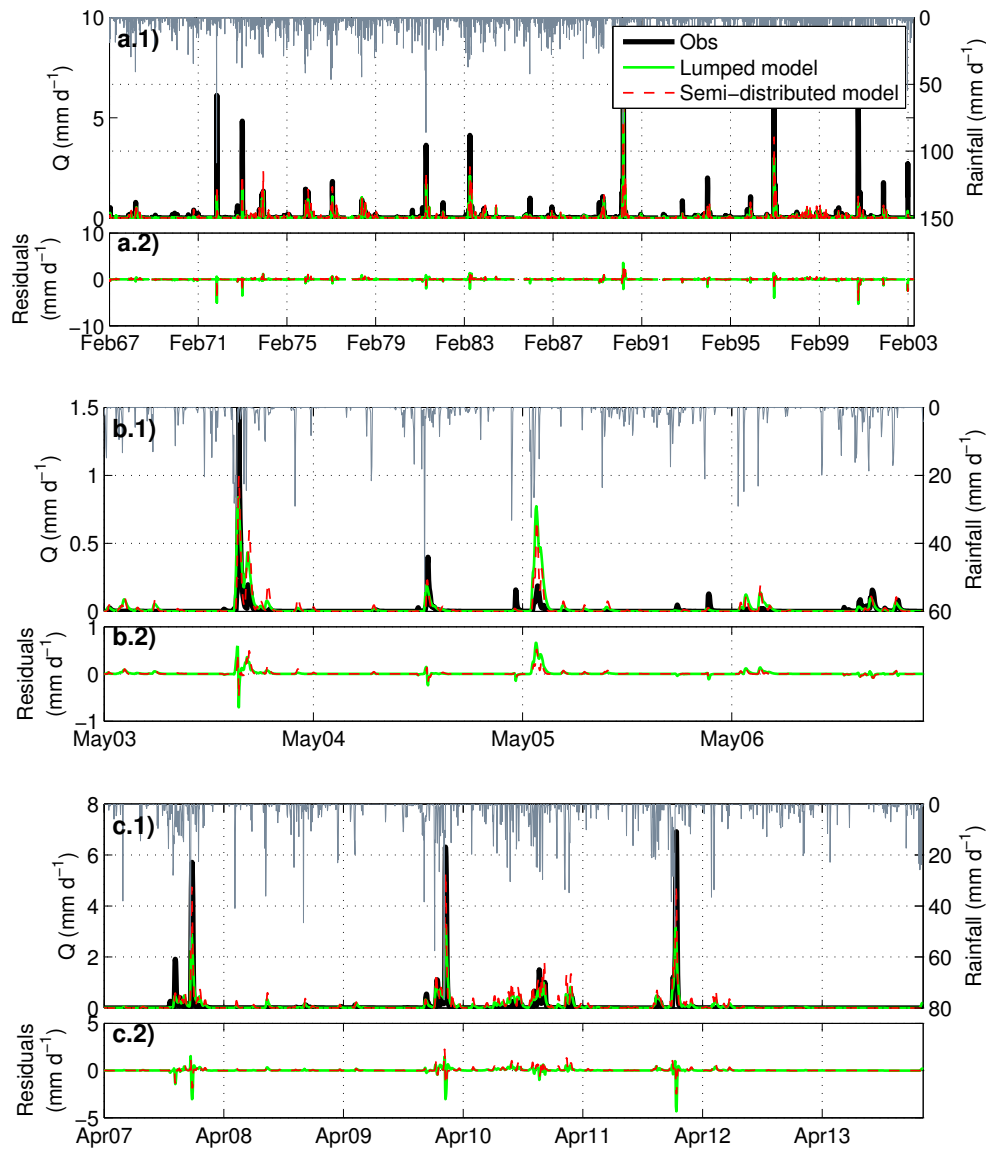 a.1)
Q (mm d⁻¹)
10
5
0
Rainfall (mm d⁻¹)
0
50
100
150
Obs
Lumped model
Semi−distributed model
a.2)
Residuals
(mm d⁻¹)
10
0
−10
Feb67 Feb71 Feb75 Feb79 Feb83 Feb87 Feb91 Feb95 Feb99 Feb03
b.1)
Q (mm d⁻¹)
1.5
1
0.5
0
Rainfall (mm d⁻¹)
0
20
40
60
b.2)
Residuals
(mm d⁻¹)
1
0
−1
May03 May04 May05 May06
c.1)
Q (mm d⁻¹)
8
6
4
2
0
Rainfall (mm d⁻¹)
0
20
40
60
80
c.2)
Residuals
(mm d⁻¹)
5
0
−5
Apr07 Apr08 Apr09 Apr10 Apr11 Apr12 Apr13